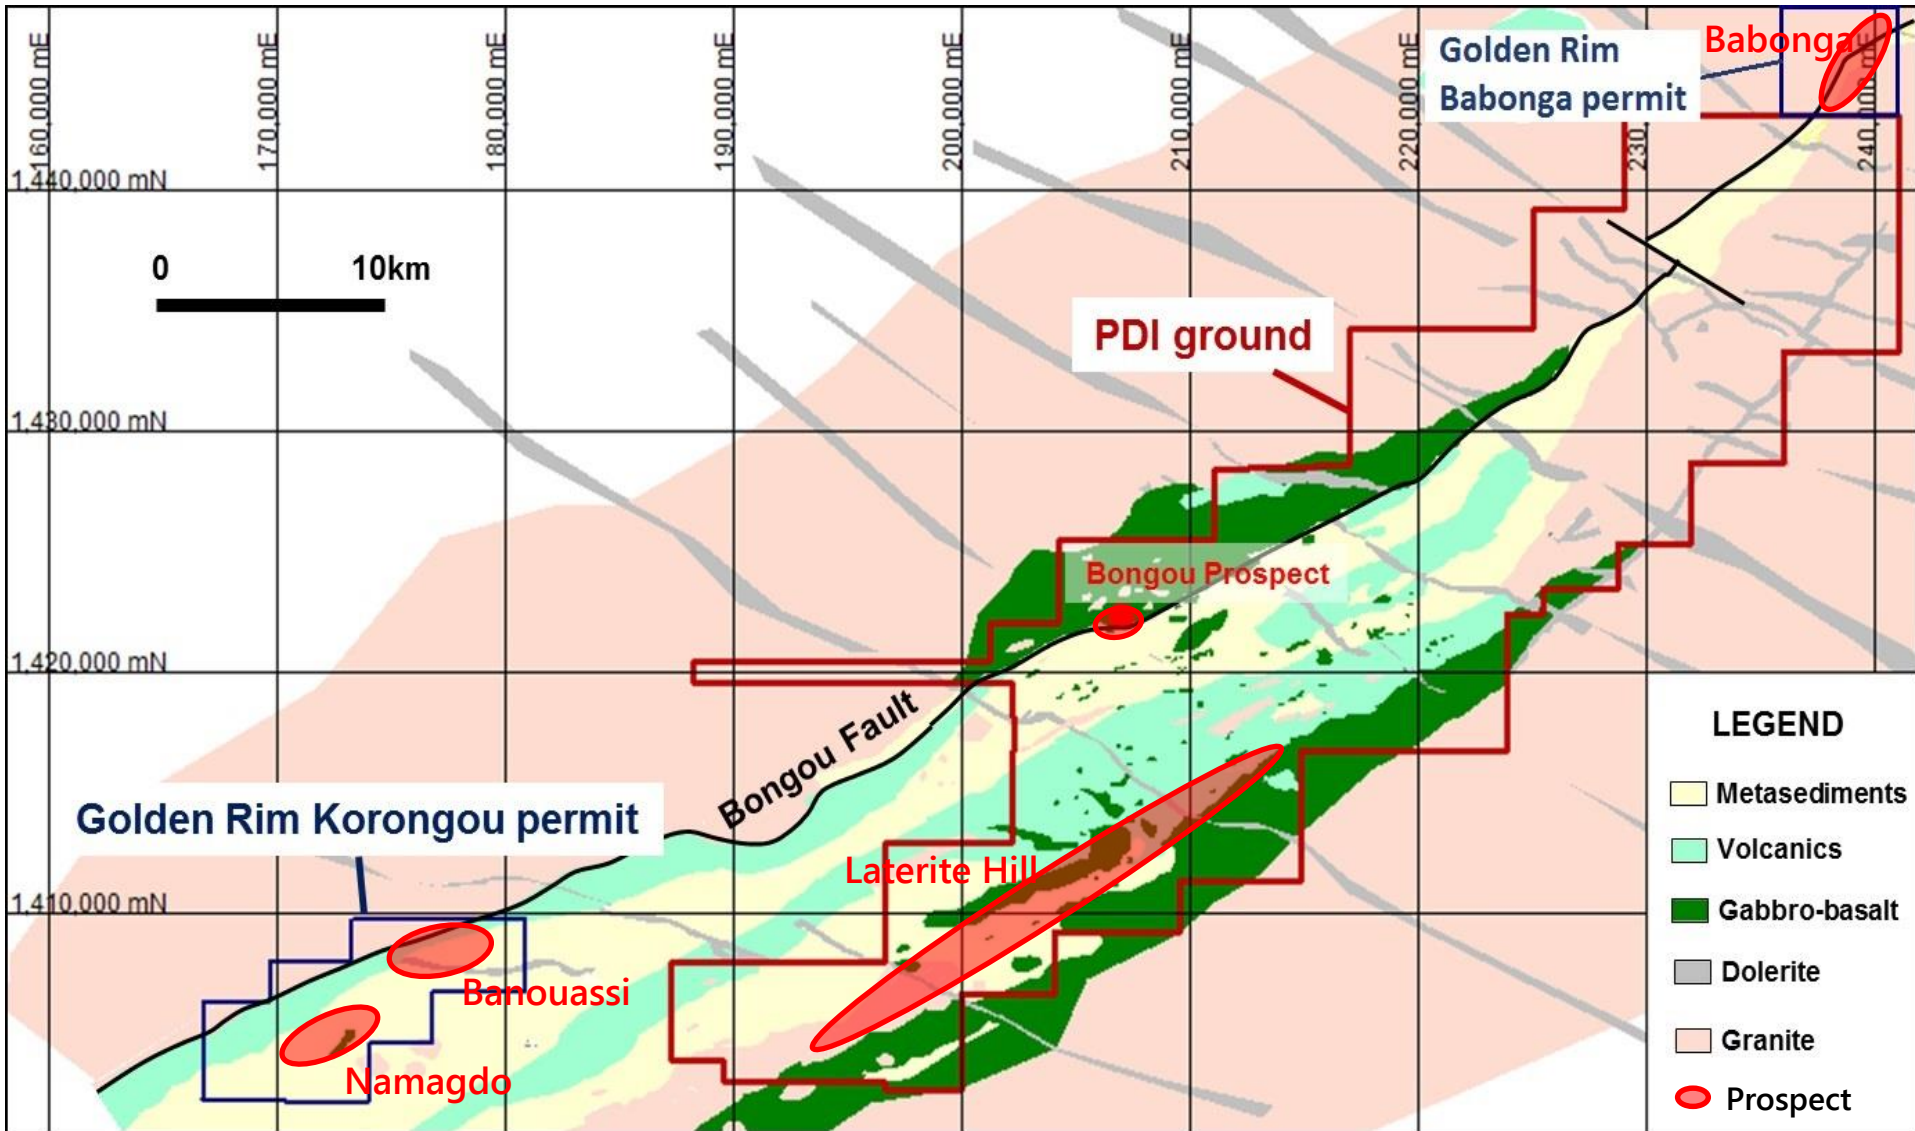 160,000 mE
170,000 mE
180,000 mE
190,000 mE
200,000 mE
210,000 mE
220,000 mE
Golden Rim
Babonga permit
Babonga
1,440,000 mN
0 10km
PDI ground
1,430,000 mN
Bongou Prospect
1,420,000 mN
Bongou Fault
Golden Rim Korongou permit
Laterite Hill
1,410,000 mN
Banouassi
Namagdo
LEGEND
Metasediments
Volcanics
Gabbro-basalt
Dolerite
Granite
Prospect